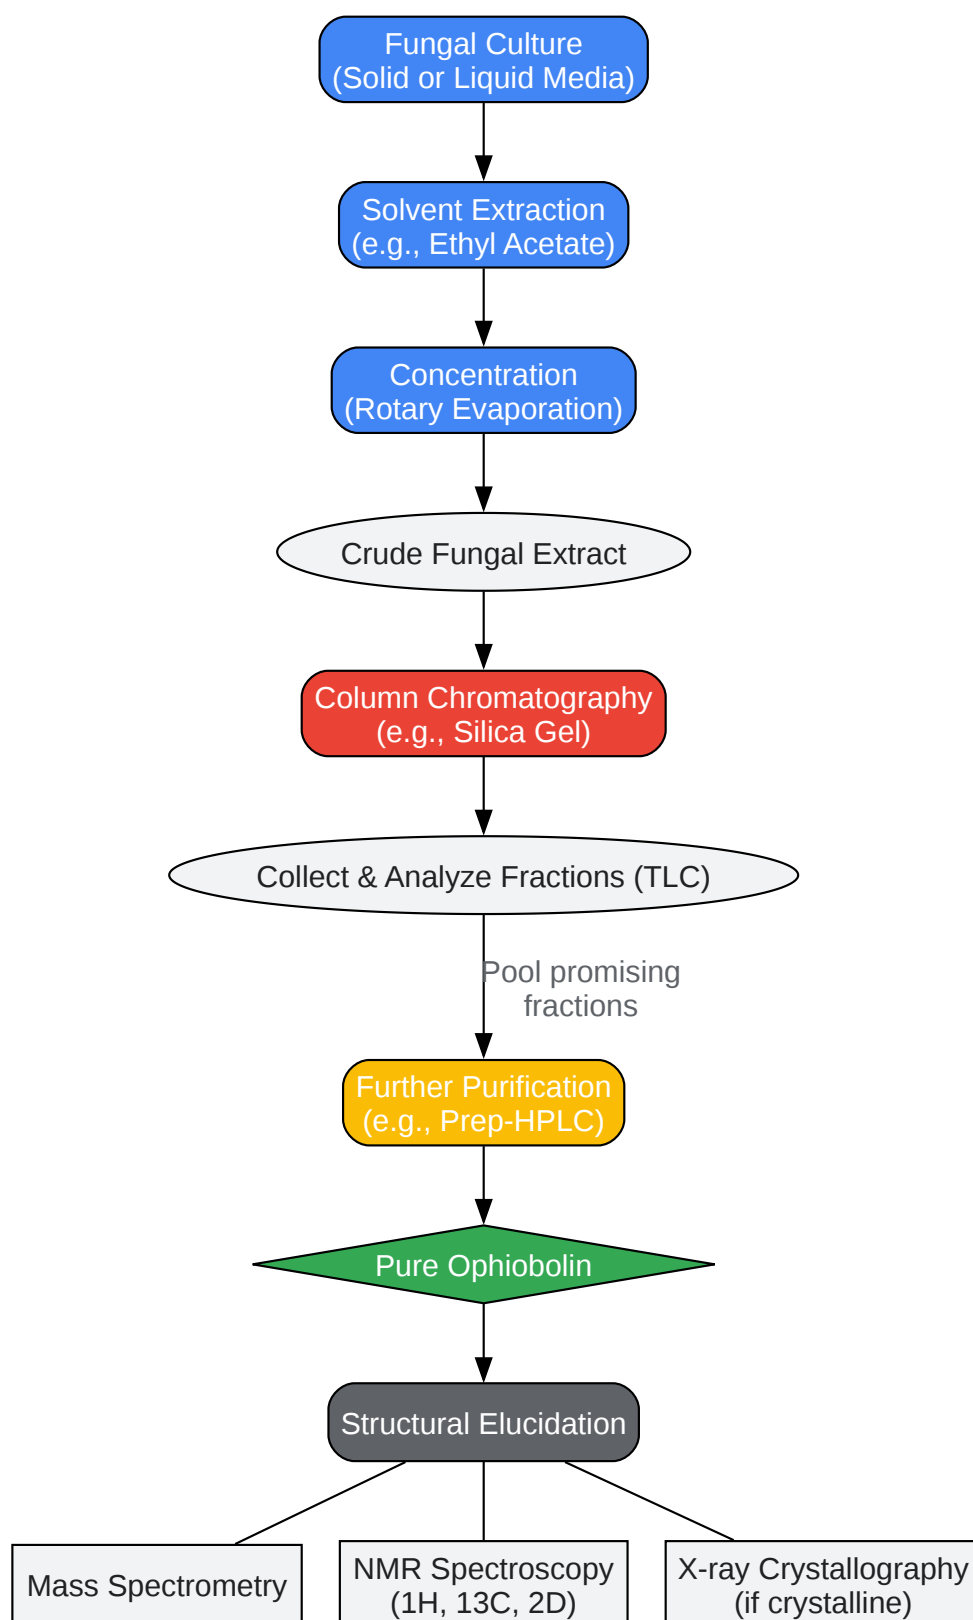 Fungal Culture
(Solid or Liquid Media)
Solvent Extraction
(e.g., Ethyl Acetate)
Concentration
(Rotary Evaporation)
Crude Fungal Extract
Column Chromatography
(e.g., Silica Gel)
Collect & Analyze Fractions (TLC)
Pool promising
fractions
Further Purification
(e.g., Prep-HPLC)
Pure Ophiobolin
Structural Elucidation
Mass Spectrometry
NMR Spectroscopy
(1H, 13C, 2D)
X-ray Crystallography
(if crystalline)